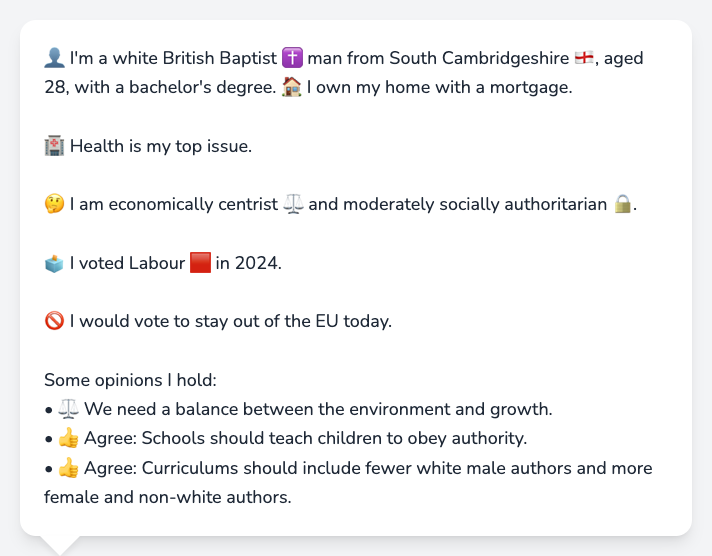 👤 I'm a white British Baptist ✝️ man from South Cambridgeshire 🏴󠁧󠁢󠁥󠁮󠁧󠁿, aged
28, with a bachelor's degree. 🏠 I own my home with a mortgage.
🏥 Health is my top issue.
🤔 I am economically centrist ⚖️ and moderately socially authoritarian 🔒.
🗳️ I voted Labour 🟥 in 2024.
🚫 I would vote to stay out of the EU today.
Some opinions I hold:
• ⚖️ We need a balance between the environment and growth.
• 👍 Agree: Schools should teach children to obey authority.
• 👍 Agree: Curriculums should include fewer white male authors and more
female and non-white authors.